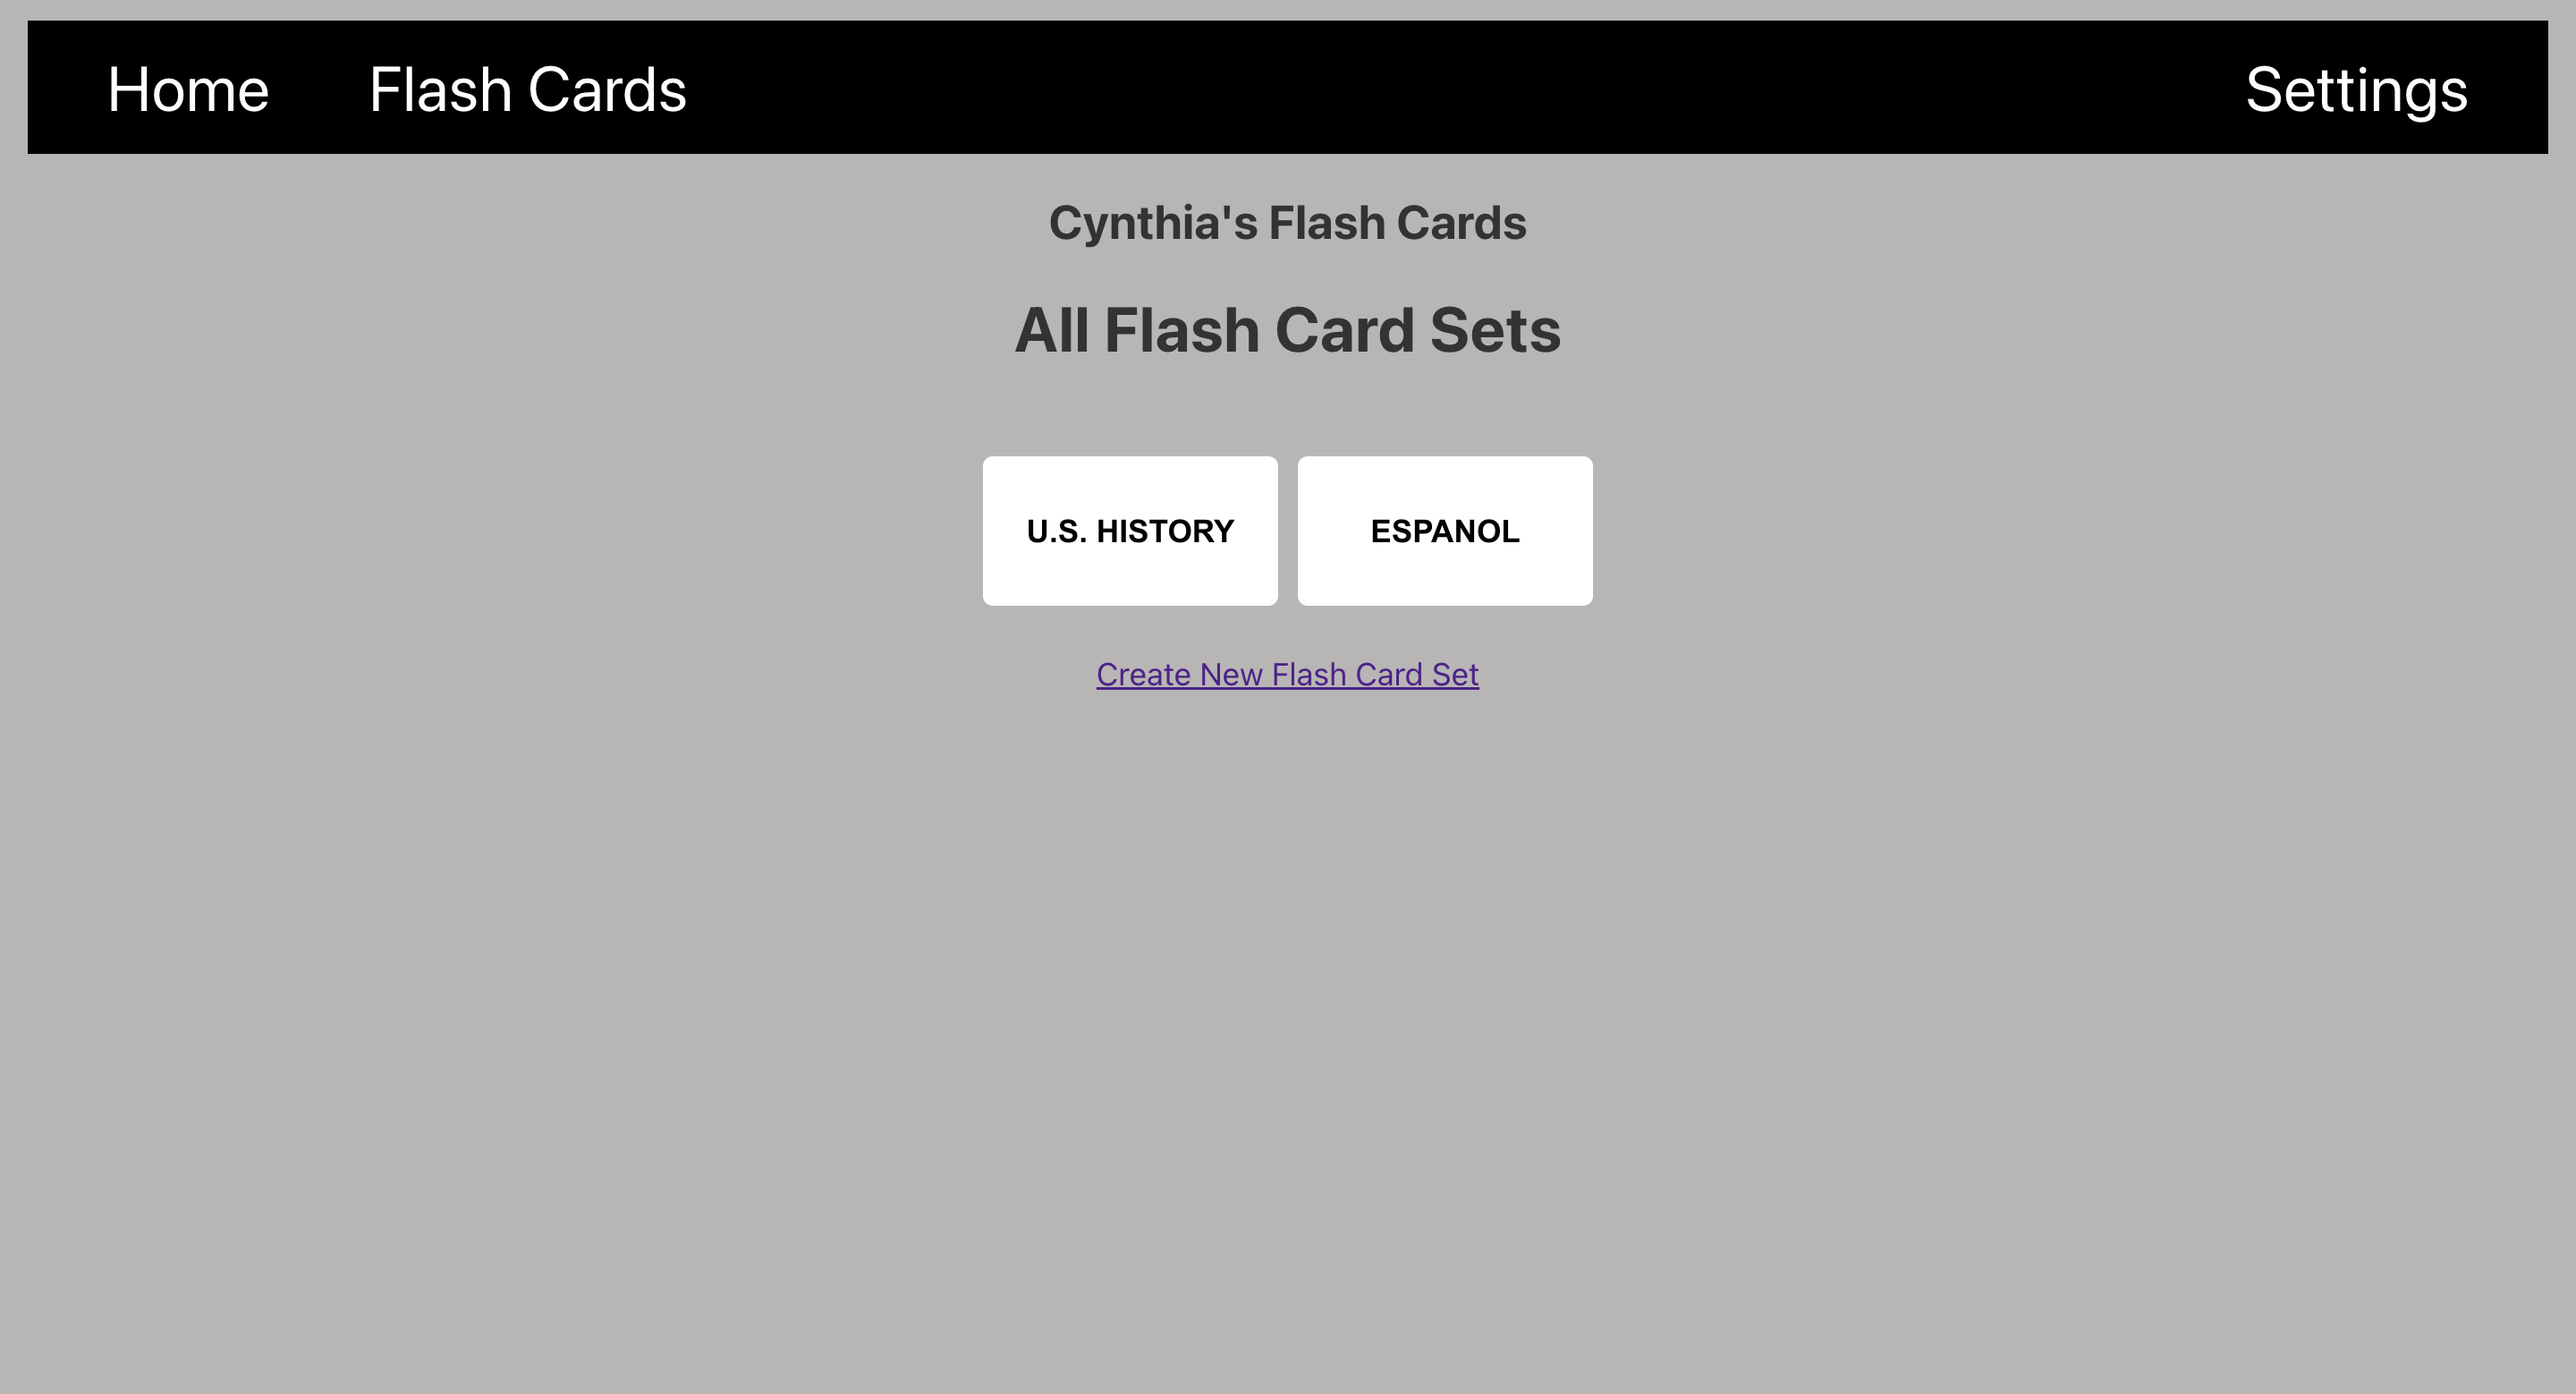 Home Flash Cards Settings
Cynthia's Flash Cards
All Flash Card Sets
U.S. HISTORY ESPANOL
Create New Flash Card Set